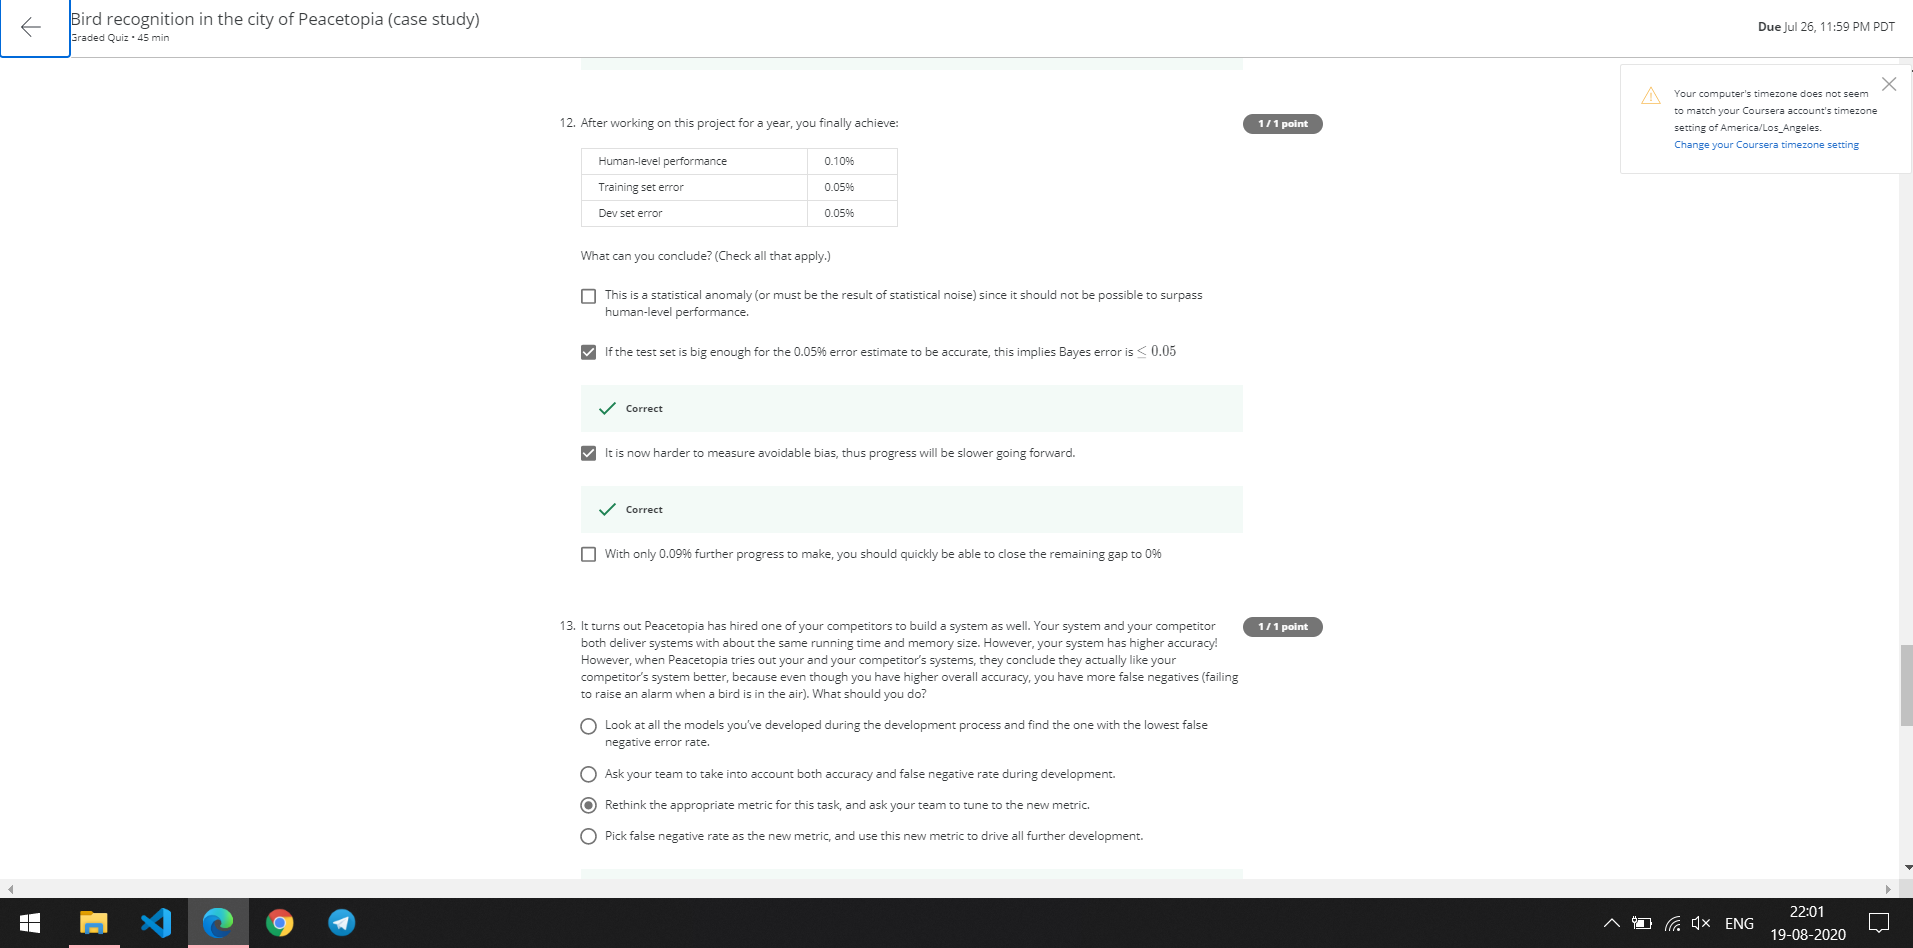 Bird recognition in the city of Peacetopia (case study)
Graded Quiz • 45 min
Due Jul 26, 11:59 PM PDT
Your computer's timezone does not seem
to match your Coursera account's timezone
setting of America/Los_Angeles.
Change your Coursera timezone setting
12. After working on this project for a year, you finally achieve:
1 / 1 point
Human-level performance 0.10%
Training set error 0.05%
Dev set error 0.05%
What can you conclude? (Check all that apply.)
This is a statistical anomaly (or must be the result of statistical noise) since it should not be possible to surpass
human-level performance.
If the test set is big enough for the 0.05% error estimate to be accurate, this implies Bayes error is ≤ 0.05
Correct
It is now harder to measure avoidable bias, thus progress will be slower going forward.
Correct
With only 0.09% further progress to make, you should quickly be able to close the remaining gap to 0%
13. It turns out Peacetopia has hired one of your competitors to build a system as well. Your system and your competitor
1 / 1 point
both deliver systems with about the same running time and memory size. However, your system has higher accuracy!
However, when Peacetopia tries out your and your competitor's systems, they conclude they actually like your
competitor's system better, because even though you have higher overall accuracy, you have more false negatives (failing
to raise an alarm when a bird is in the air). What should you do?
Look at all the models you've developed during the development process and find the one with the lowest false
negative error rate.
Ask your team to take into account both accuracy and false negative rate during development.
Rethink the appropriate metric for this task, and ask your team to tune to the new metric.
Pick false negative rate as the new metric, and use this new metric to drive all further development.
ENG
22:01
19-08-2020